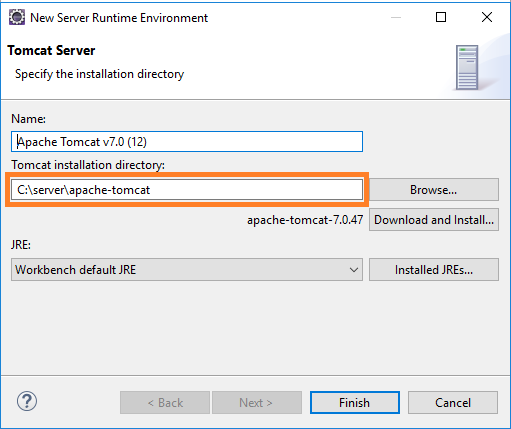 New Server Runtime Environment
Tomcat Server
Specify the installation directory
Name:
Apache Tomcat v7.0 (12)
Tomcat installation directory:
C:\server\apache-tomcat
Browse...
apache-tomcat-7.0.47
Download and Install...
JRE:
Workbench default JRE
Installed JREs...
?
< Back
Next >
Finish
Cancel